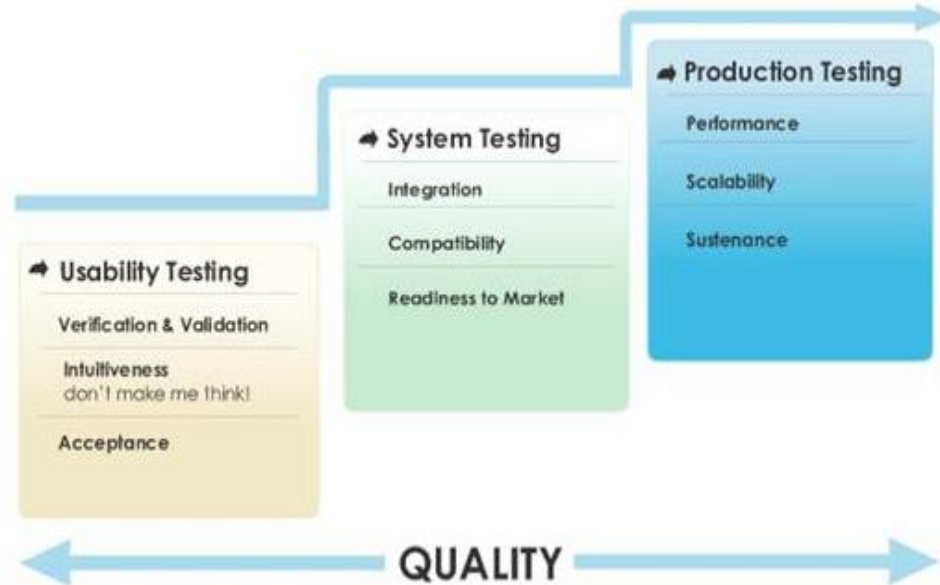 Usability Testing
Verification & Validation
Intuitiveness
don't make me think!
Acceptance
System Testing
Integration
Compatibility
Readiness to Market
Production Testing
Performance
Scalability
Sustenance
QUALITY